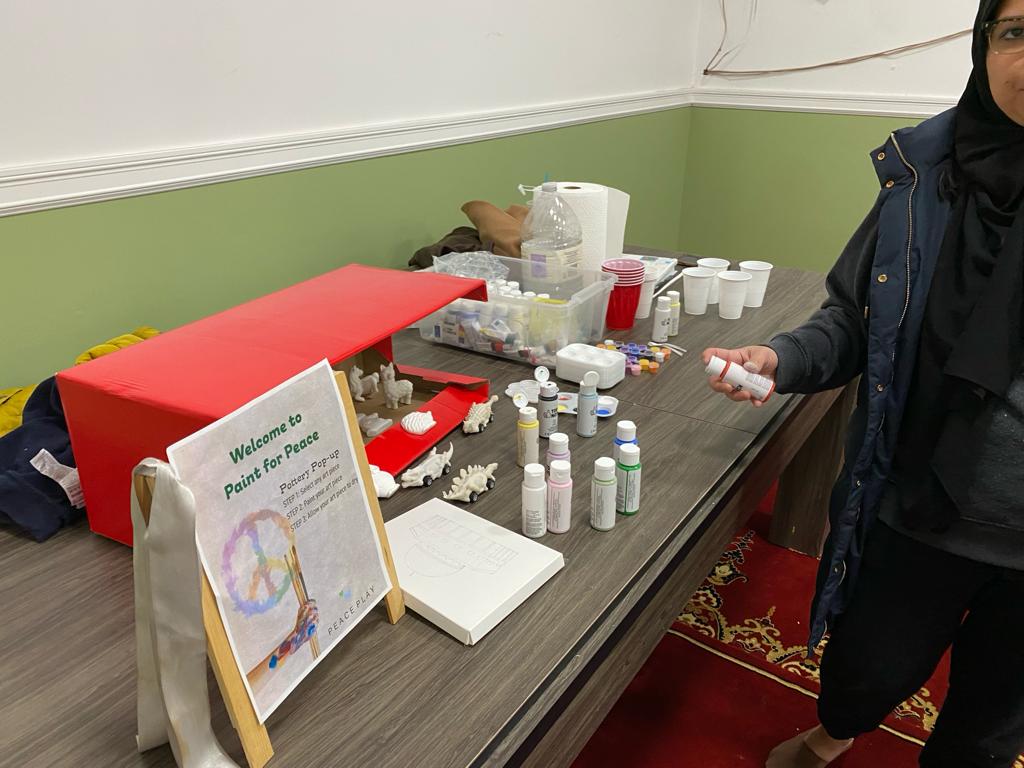 Welcome to
Paint for Peace
Pottery Pop-up
STEP 1: Select any art piece
STEP 2: Paint your art piece
STEP 3: Allow your art piece to dry
PEACE PLAY